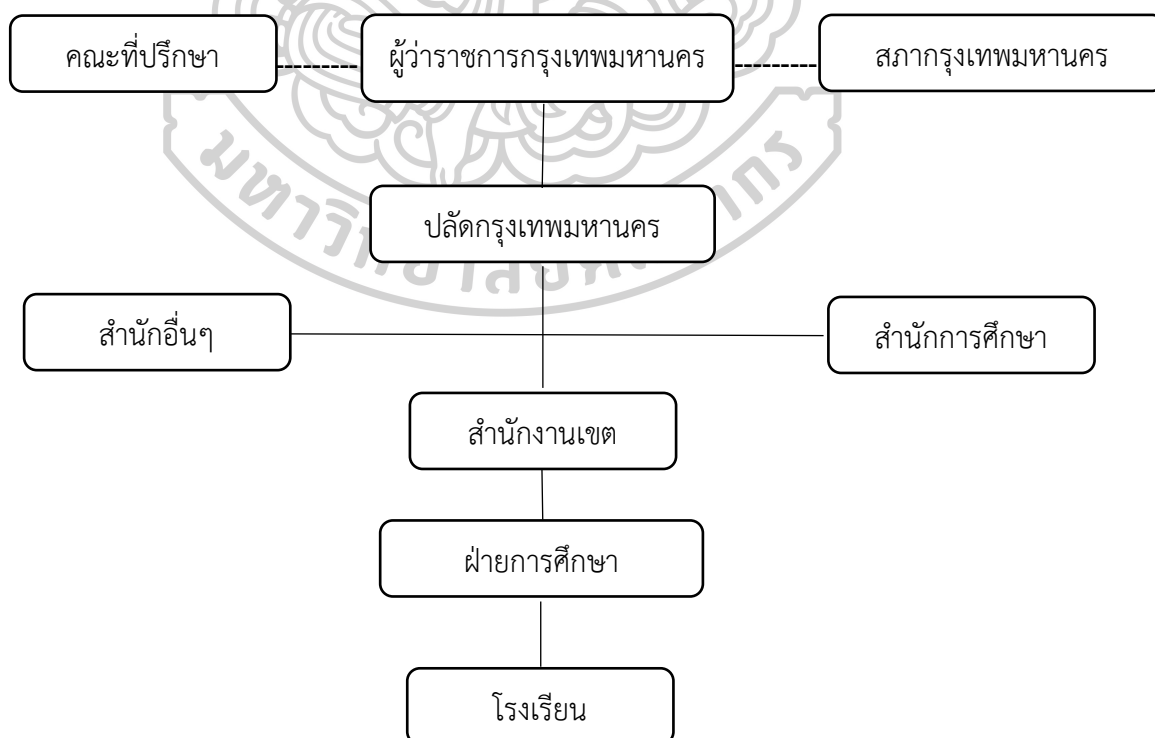 คณะที่ปรึกษา
ผู้ว่าราชการกรุงเทพมหานคร
สภากรุงเทพมหานคร
ปลัดกรุงเทพมหานคร
สำนักอื่นๆ
สำนักการศึกษา
สำนักงานเขต
ฝ่ายการศึกษา
โรงเรียน